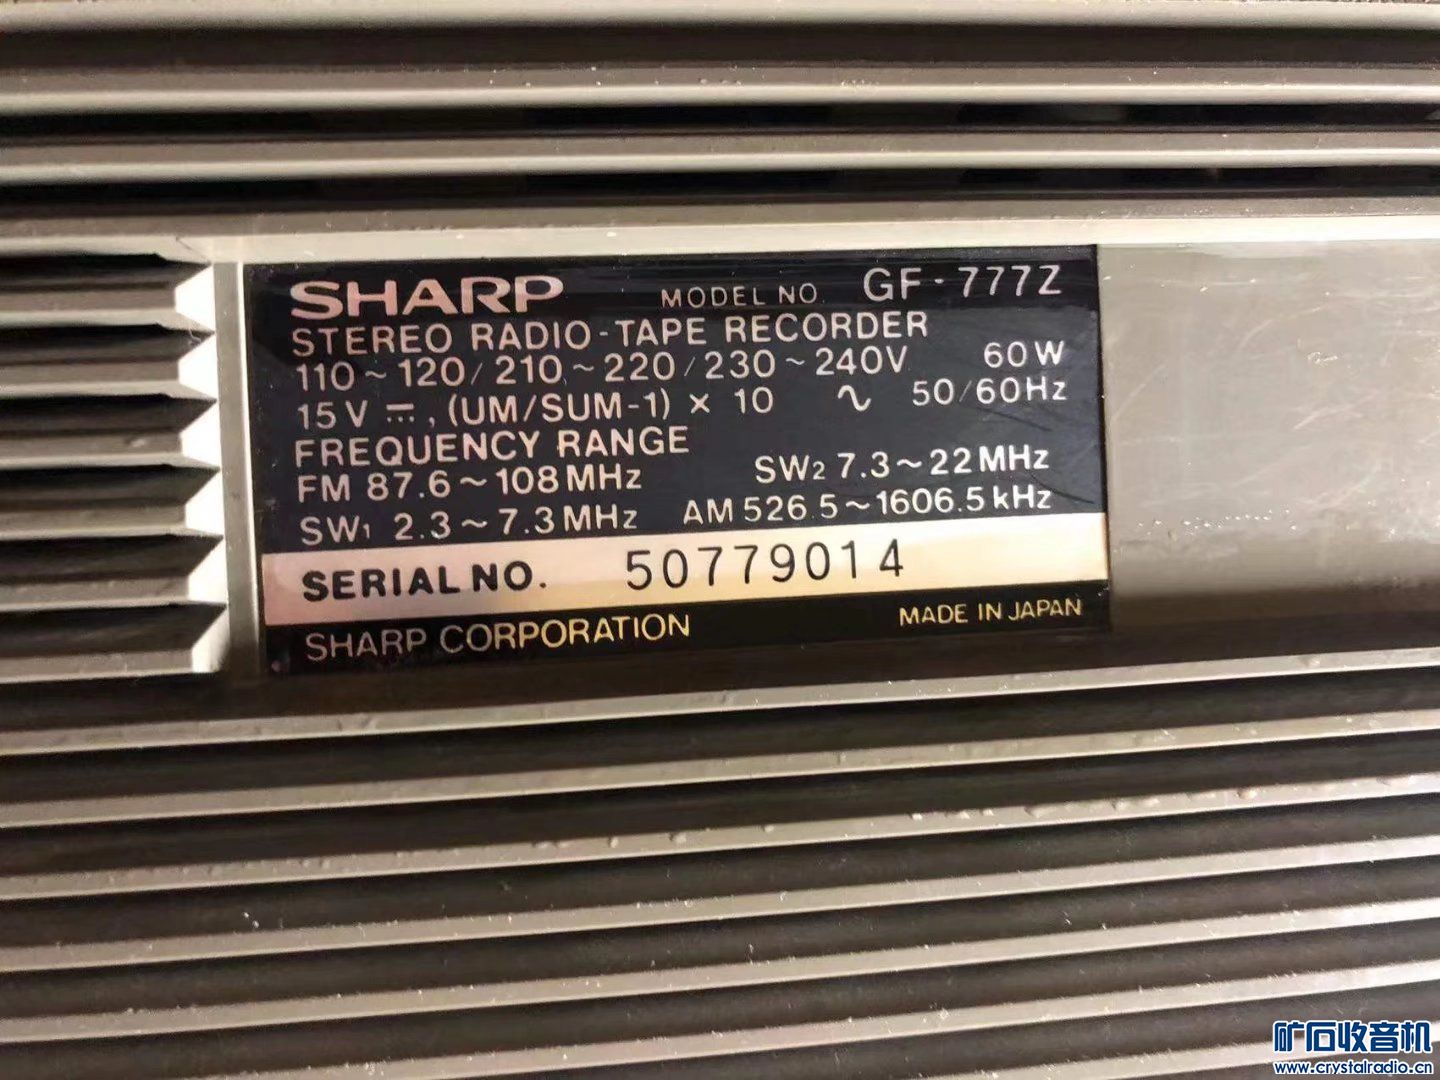 SHARP MODEL NO. GF-777Z
STEREO RADIO-TAPE RECORDER
110~120/210~220/230~240V 60W
15V ⎓, (UM/SUM-1) × 10 ∿ 50/60Hz
FREQUENCY RANGE
FM 87.6~108MHz SW2 7.3~22MHz
SW1 2.3~7.3MHz AM 526.5~1606.5kHz
SERIAL NO. 50779014
SHARP CORPORATION MADE IN JAPAN
矿石收音机
www.crystalradio.cn